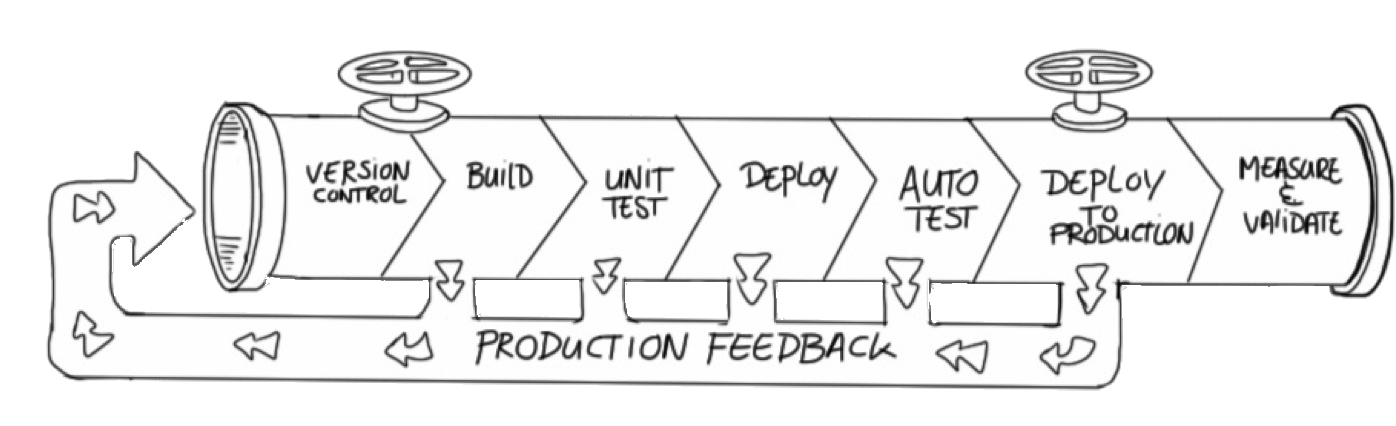 VERSION
CONTROL
BUILD
UNIT
TEST
DEPLOY
AUTO
TEST
DEPLOY
TO
PRODUCTION
MEASURE
&
VALIDATE
PRODUCTION FEEDBACK